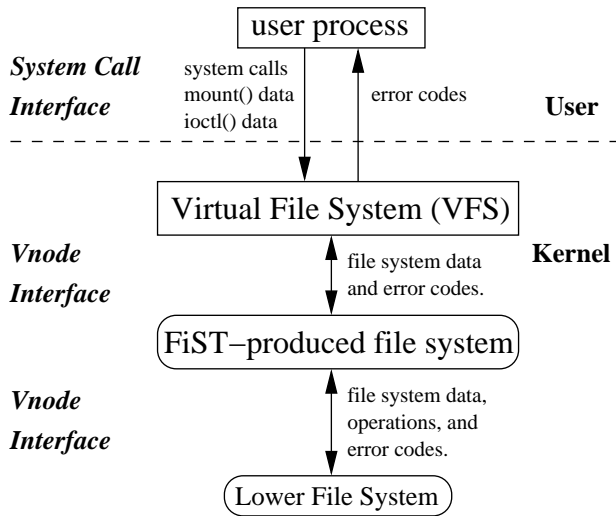 user process
System Call
Interface
system calls
mount() data
ioctl() data
error codes
User
Virtual File System (VFS)
Vnode
Interface
file system data
and error codes.
Kernel
FiST−produced file system
Vnode
Interface
file system data,
operations, and
error codes.
Lower File System